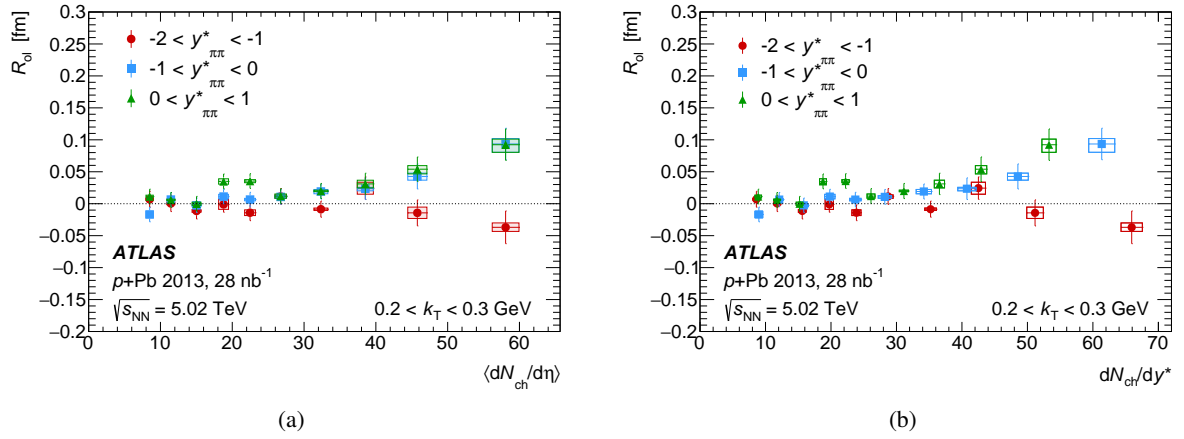 R_ol [fm]
0.3
0.25
0.2
0.15
0.1
0.05
0
−0.05
−0.1
−0.15
−0.2
-2 < y*_ππ < -1
-1 < y*_ππ < 0
0 < y*_ππ < 1
ATLAS
p+Pb 2013, 28 nb⁻¹
√s_NN = 5.02 TeV
0.2 < k_T < 0.3 GeV
0 10 20 30 40 50 60
⟨dN_ch/dη⟩
(a)
R_ol [fm]
0.3
0.25
0.2
0.15
0.1
0.05
0
−0.05
−0.1
−0.15
−0.2
-2 < y*_ππ < -1
-1 < y*_ππ < 0
0 < y*_ππ < 1
ATLAS
p+Pb 2013, 28 nb⁻¹
√s_NN = 5.02 TeV
0.2 < k_T < 0.3 GeV
0 10 20 30 40 50 60 70
dN_ch/dy*
(b)